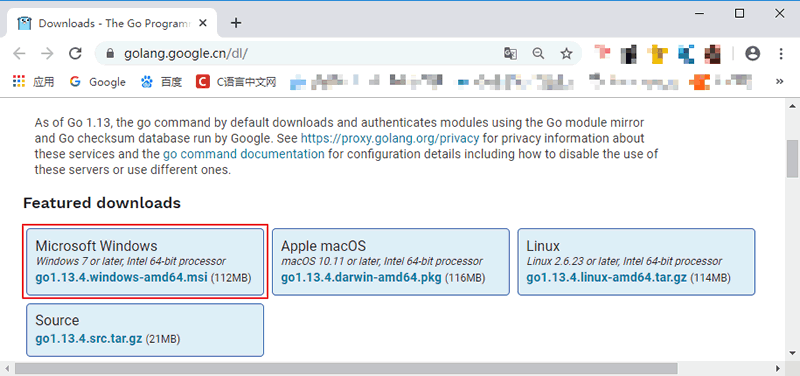 Downloads - The Go Program
golang.google.cn/dl/
应用
Google
百度
C语言中文网
As of Go 1.13, the go command by default downloads and authenticates modules using the Go module mirror
and Go checksum database run by Google. See https://proxy.golang.org/privacy for privacy information about
these services and the go command documentation for configuration details including how to disable the use of
these servers or use different ones.
Featured downloads
Microsoft Windows
Windows 7 or later, Intel 64-bit processor
go1.13.4.windows-amd64.msi (112MB)
Apple macOS
macOS 10.11 or later, Intel 64-bit processor
go1.13.4.darwin-amd64.pkg (116MB)
Linux
Linux 2.6.23 or later, Intel 64-bit processor
go1.13.4.linux-amd64.tar.gz (114MB)
Source
go1.13.4.src.tar.gz (21MB)